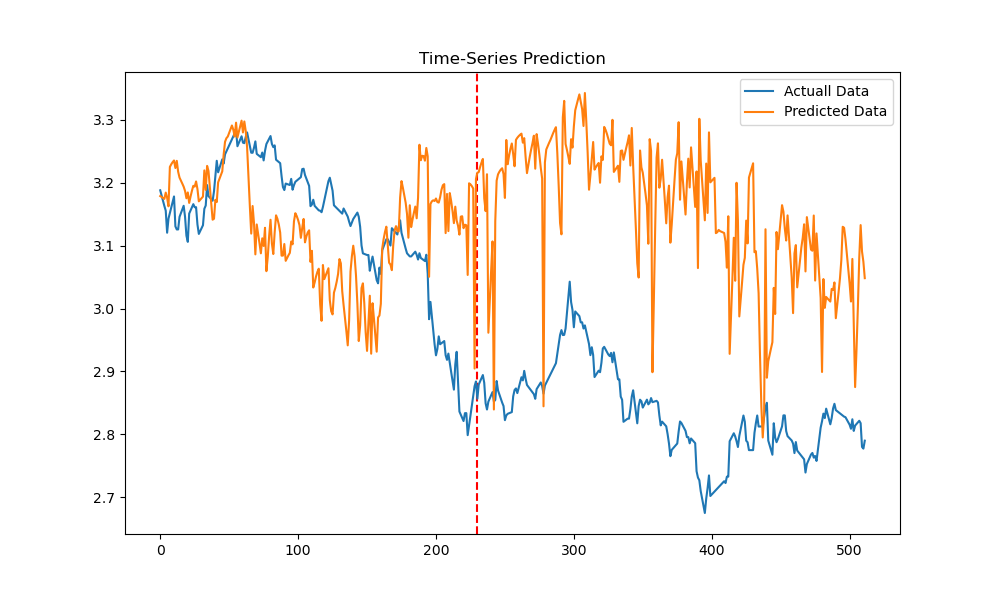 Time-Series Prediction
Actuall Data
Predicted Data
3.3
3.2
3.1
3.0
2.9
2.8
2.7
0 100 200 300 400 500